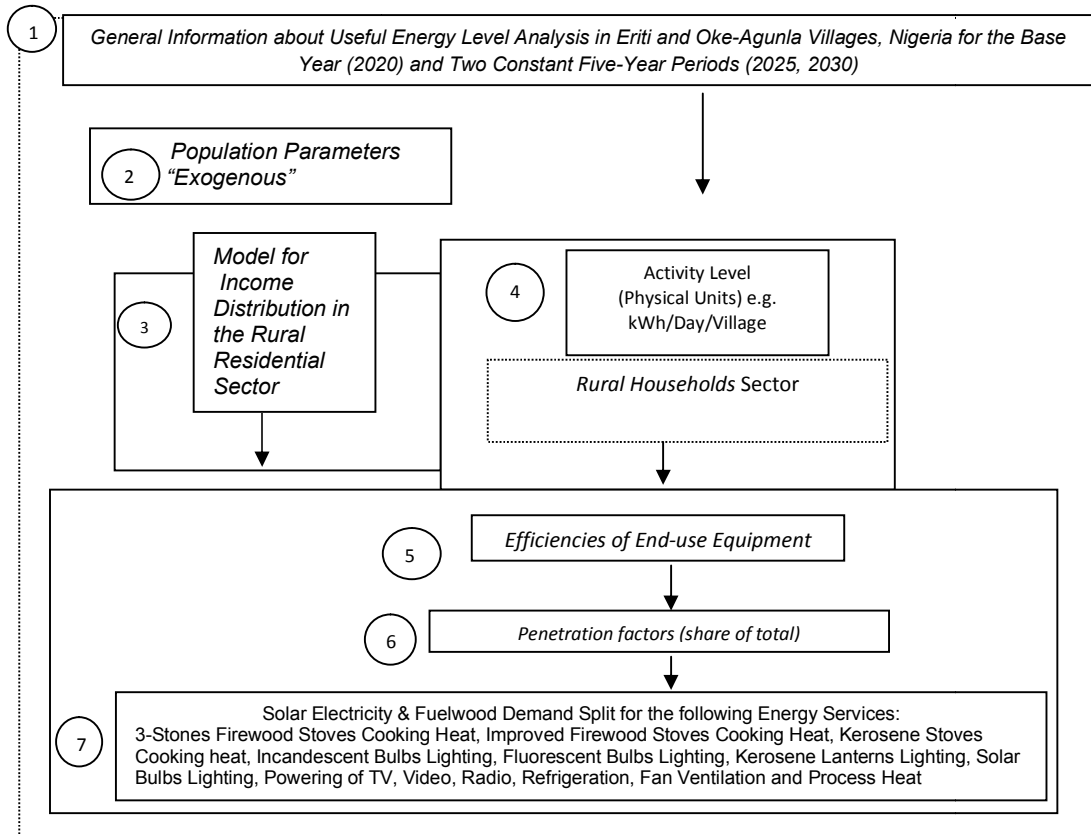 1
General Information about Useful Energy Level Analysis in Eriti and Oke-Agunla Villages, Nigeria for the Base
Year (2020) and Two Constant Five-Year Periods (2025, 2030)
2
Population Parameters
“Exogenous”
3
Model for
Income
Distribution in
the Rural
Residential
Sector
4
Activity Level
(Physical Units) e.g.
kWh/Day/Village
Rural Households Sector
5
Efficiencies of End-use Equipment
6
Penetration factors (share of total)
7
Solar Electricity & Fuelwood Demand Split for the following Energy Services:
3-Stones Firewood Stoves Cooking Heat, Improved Firewood Stoves Cooking Heat, Kerosene Stoves
Cooking heat, Incandescent Bulbs Lighting, Fluorescent Bulbs Lighting, Kerosene Lanterns Lighting, Solar
Bulbs Lighting, Powering of TV, Video, Radio, Refrigeration, Fan Ventilation and Process Heat